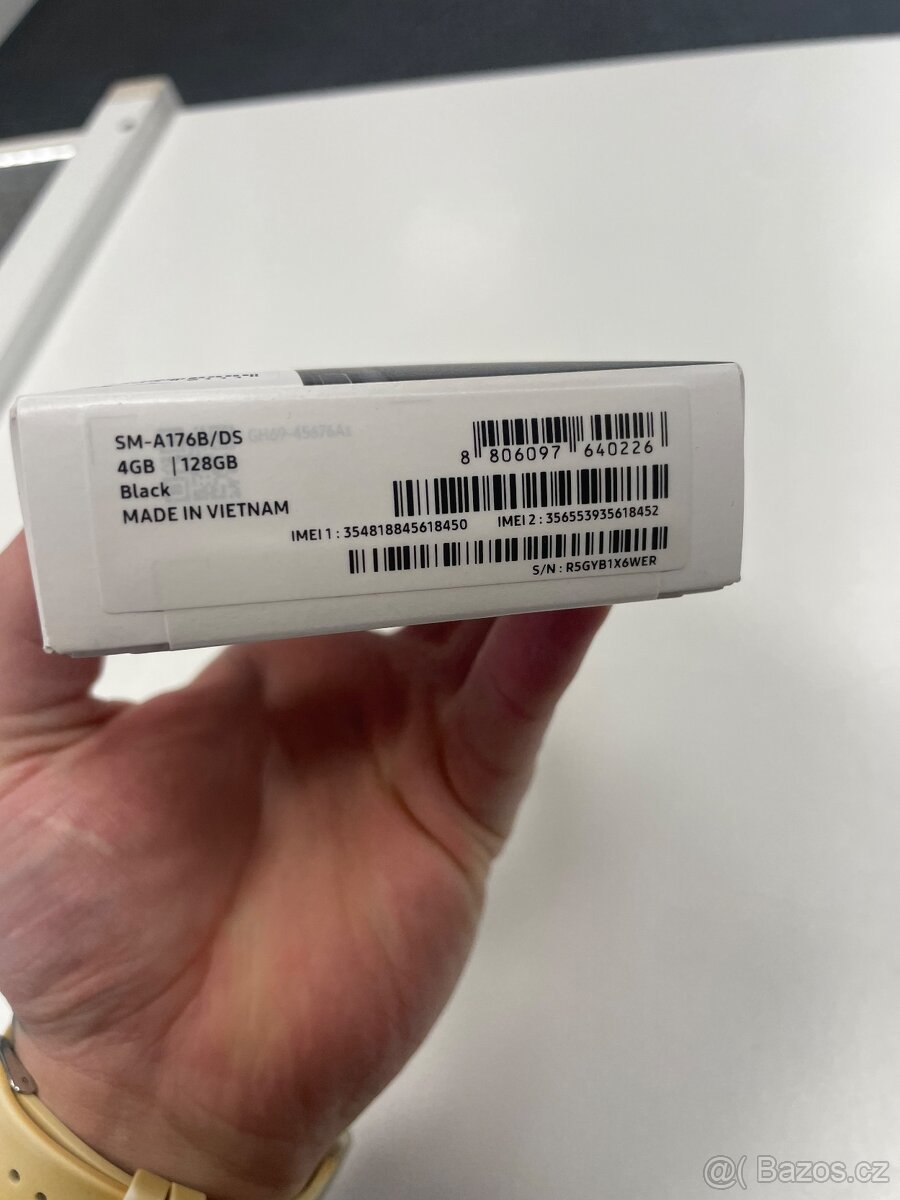 SM-A176B/DS
4GB | 128GB
Black
MADE IN VIETNAM
8 806097 640226
IMEI 1 : 354818845618450 IMEI 2 : 356553935618452
S/N : R5GYB1X6WER
@( Bazos.cz